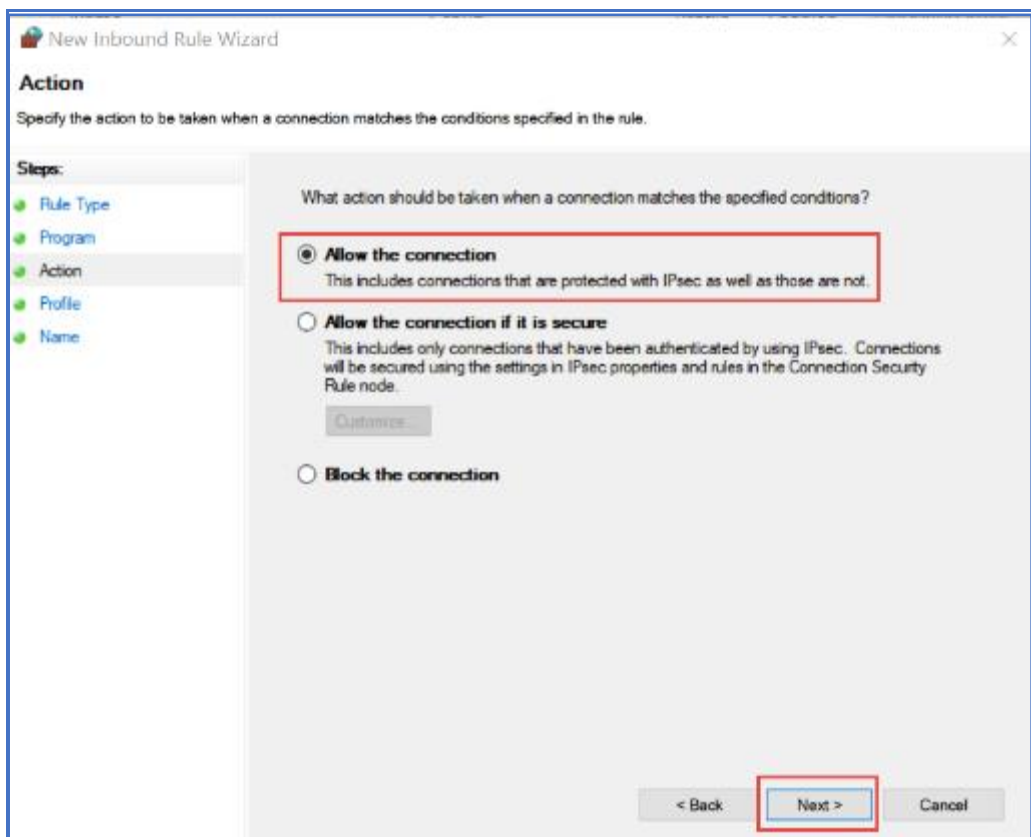 New Inbound Rule Wizard
Action
Specify the action to be taken when a connection matches the conditions specified in the rule.
Steps:
Rule Type
Program
Action
Profile
Name
What action should be taken when a connection matches the specified conditions?
Allow the connection
This includes connections that are protected with IPsec as well as those are not.
Allow the connection if it is secure
This includes only connections that have been authenticated by using IPsec. Connections
will be secured using the settings in IPsec properties and rules in the Connection Security
Rule node.
Customize...
Block the connection
< Back
Next >
Cancel